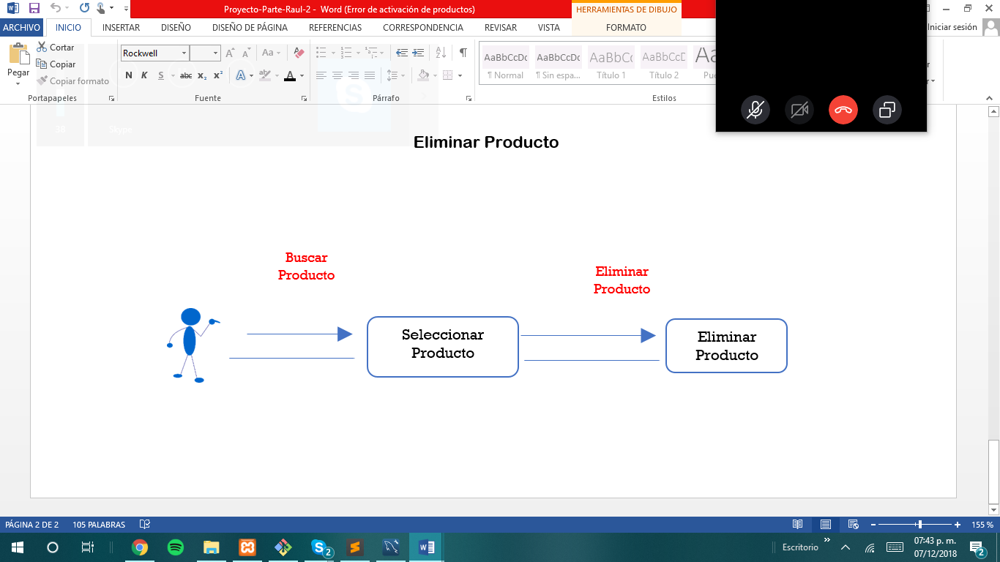 Proyecto-Parte-Raul-2 - Word (Error de activación de productos)
HERRAMIENTAS DE DIBUJO
ARCHIVO INICIO INSERTAR DISEÑO DISEÑO DE PÁGINA REFERENCIAS CORRESPONDENCIA REVISAR VISTA FORMATO Iniciar sesión
Pegar
Cortar
Copiar
Copiar formato
Portapapeles
Rockwell
N K S abc x₂ x²
Fuente
Párrafo
AaBbCcDc AaBbCcDc AaBbCc AaBbCcD
¶ Normal ¶ Sin espa... Título 1 Título 2
Estilos
38 Skype
Eliminar Producto
Buscar
Producto
Eliminar
Producto
Seleccionar
Producto
Eliminar
Producto
PÁGINA 2 DE 2 105 PALABRAS 155 %
Escritorio
07:43 p. m.
07/12/2018
2
2